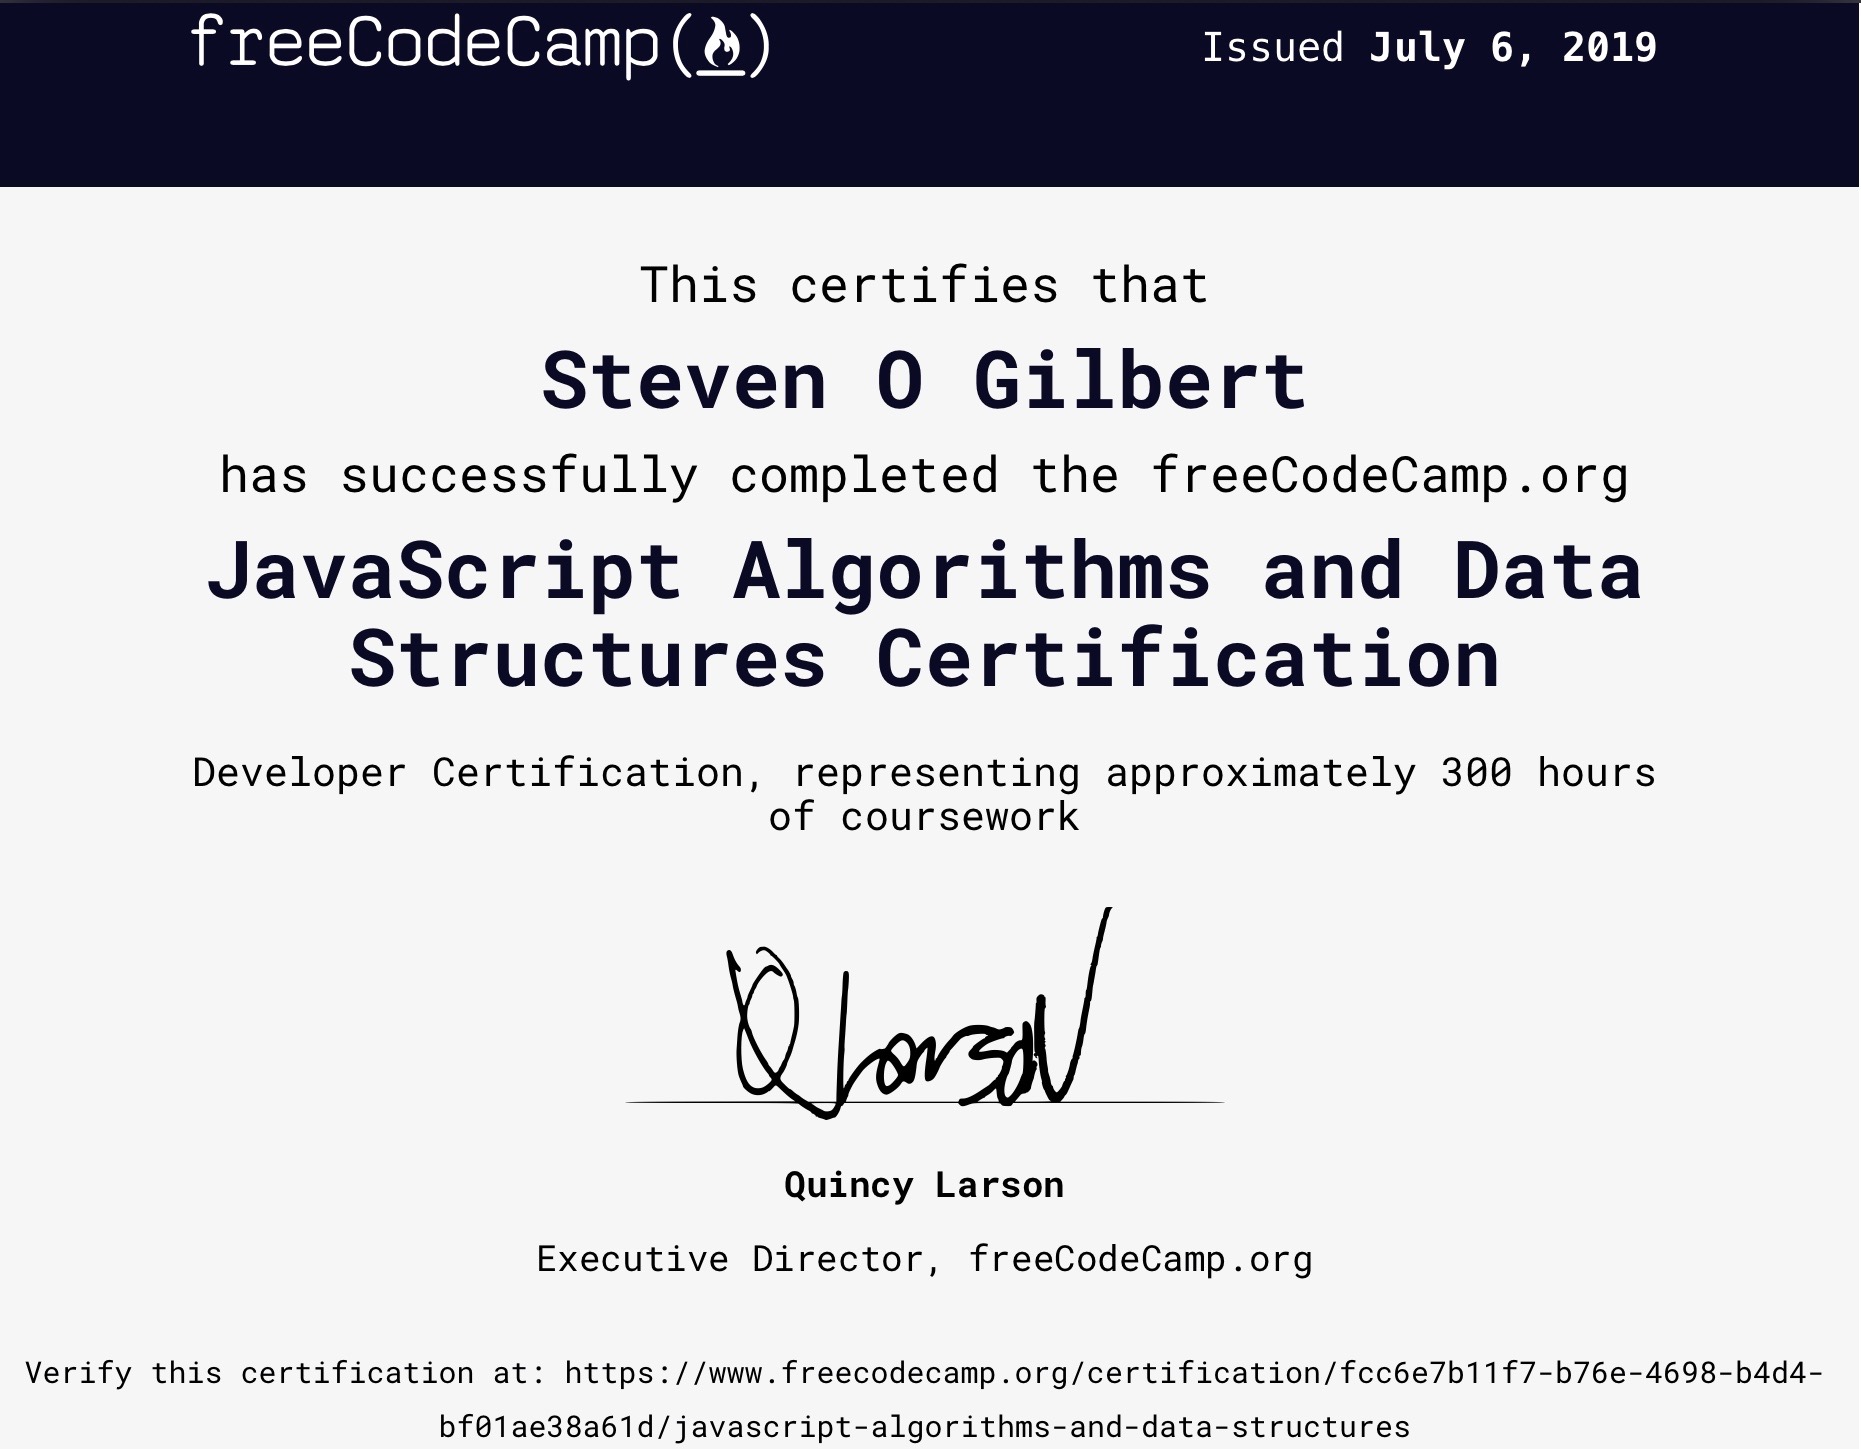 freeCodeCamp(🔥)
Issued July 6, 2019
This certifies that
Steven O Gilbert
has successfully completed the freeCodeCamp.org
JavaScript Algorithms and Data
Structures Certification
Developer Certification, representing approximately 300 hours
of coursework
Q Larson
Quincy Larson
Executive Director, freeCodeCamp.org
Verify this certification at: https://www.freecodecamp.org/certification/fcc6e7b11f7-b76e-4698-b4d4-
bf01ae38a61d/javascript-algorithms-and-data-structures